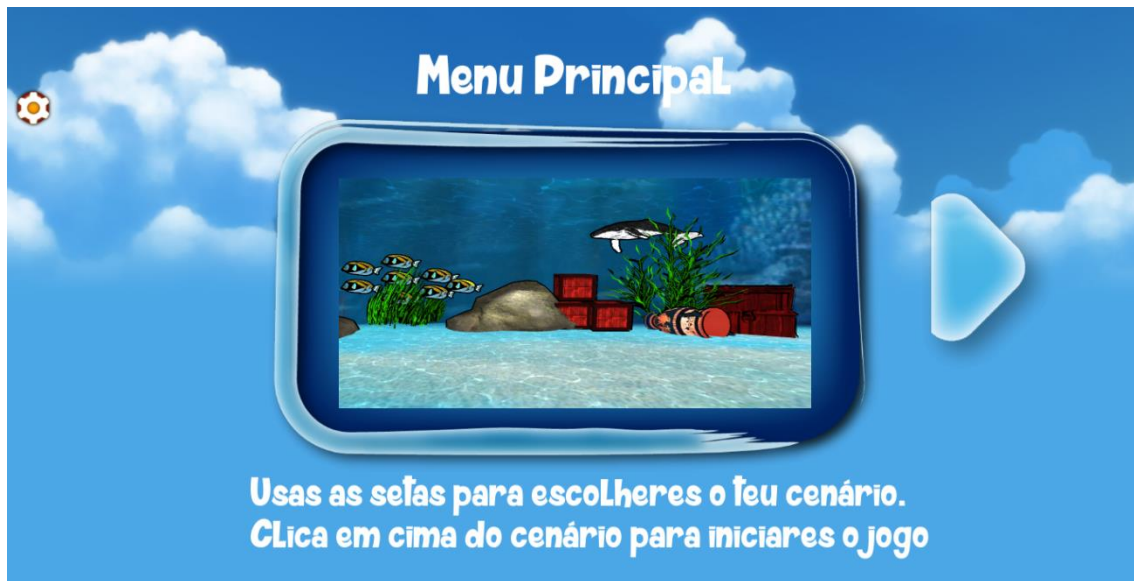 Menu Principal
Usas as setas para escolheres o teu cenário.
Clica em cima do cenário para iniciares o jogo